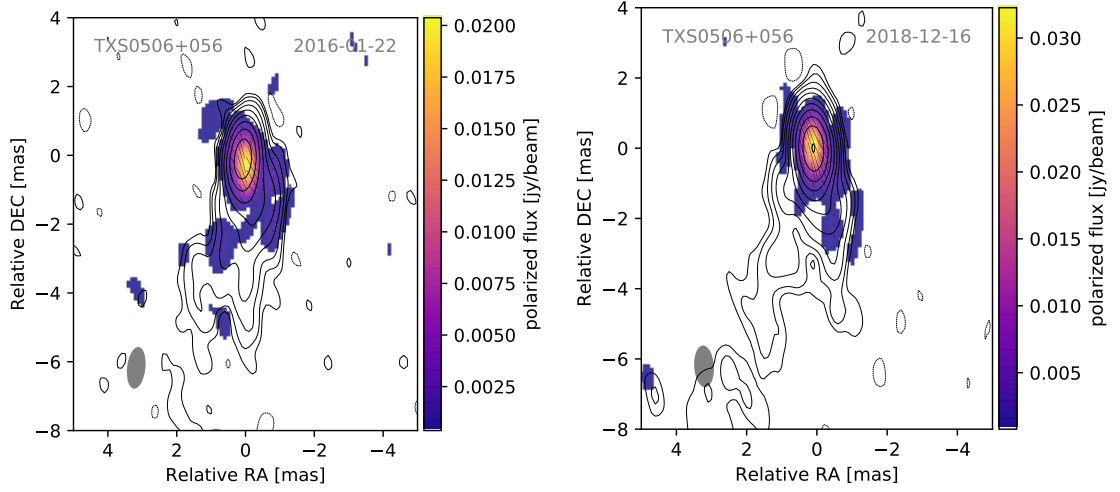 TXS0506+056 2016-01-22
Relative DEC [mas]
4
2
0
−2
−4
−6
−8
4 2 0 −2 −4
Relative RA [mas]
0.0200
0.0175
0.0150
0.0125
0.0100
0.0075
0.0050
0.0025
polarized flux [jy/beam]
TXS0506+056 2018-12-16
Relative DEC [mas]
4
2
0
−2
−4
−6
−8
4 2 0 −2 −4
Relative RA [mas]
0.030
0.025
0.020
0.015
0.010
0.005
polarized flux [jy/beam]